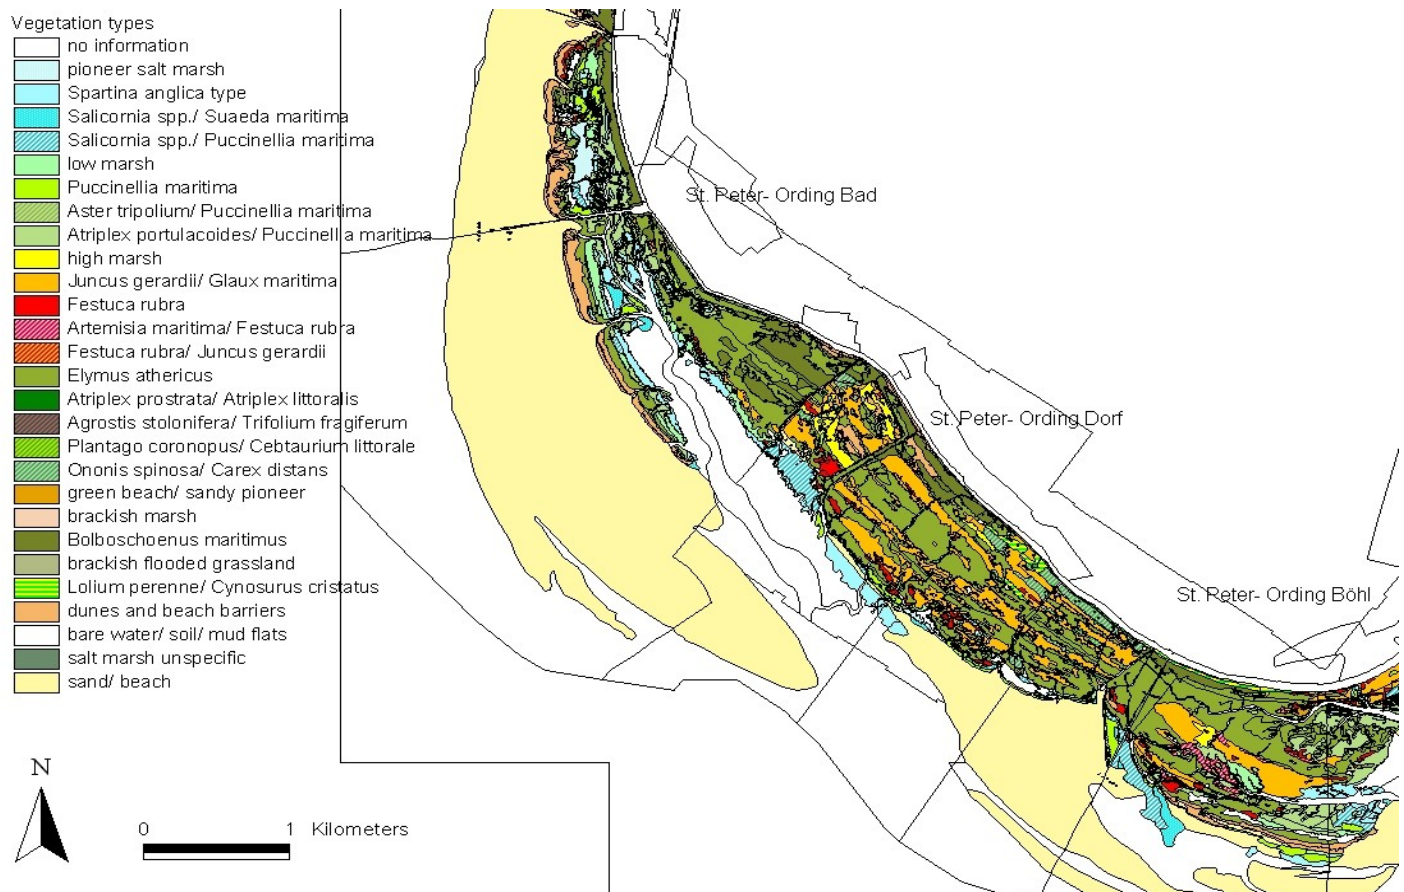 Vegetation types
no information
pioneer salt marsh
Spartina anglica type
Salicornia spp./ Suaeda maritima
Salicornia spp./ Puccinellia maritima
low marsh
Puccinellia maritima
Aster tripolium/ Puccinellia maritima
Atriplex portulacoides/ Puccinellia maritima
high marsh
Juncus gerardii/ Glaux maritima
Festuca rubra
Artemisia maritima/ Festuca rubra
Festuca rubra/ Juncus gerardii
Elymus athericus
Atriplex prostrata/ Atriplex littoralis
Agrostis stolonifera/ Trifolium fragiferum
Plantago coronopus/ Cebtaurium littorale
Ononis spinosa/ Carex distans
green beach/ sandy pioneer
brackish marsh
Bolboschoenus maritimus
brackish flooded grassland
Lolium perenne/ Cynosurus cristatus
dunes and beach barriers
bare water/ soil/ mud flats
salt marsh unspecific
sand/ beach
St. Peter- Ording Bad
St. Peter- Ording Dorf
St. Peter- Ording Böhl
N
0 1 Kilometers